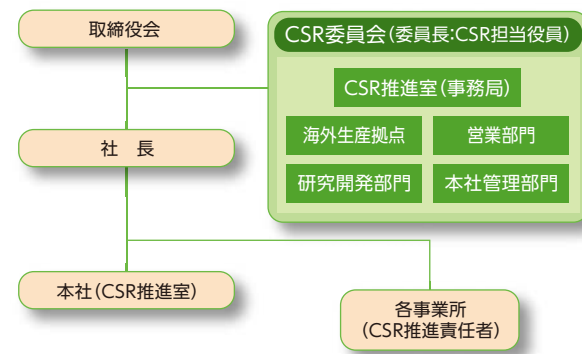 取締役会
CSR委員会(委員長:CSR担当役員)
CSR推進室(事務局)
海外生産拠点
営業部門
研究開発部門
本社管理部門
社　長
本社(CSR推進室)
各事業所
(CSR推進責任者)